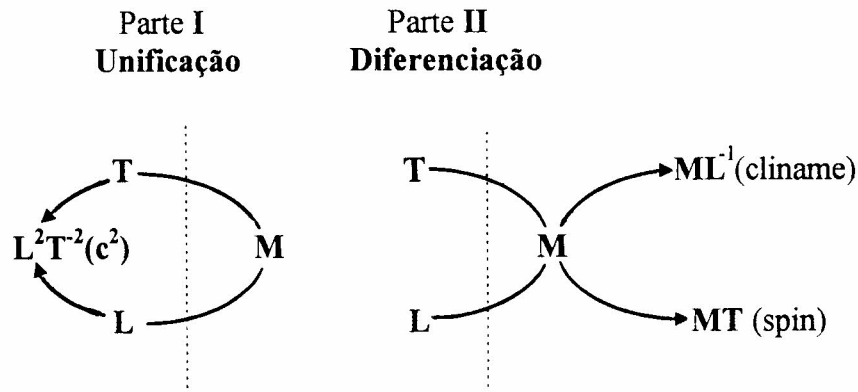 Parte I
Unificação
T
L²T⁻²(c²)
M
L
Parte II
Diferenciação
T
ML⁻¹(cliname)
M
L
MT (spin)